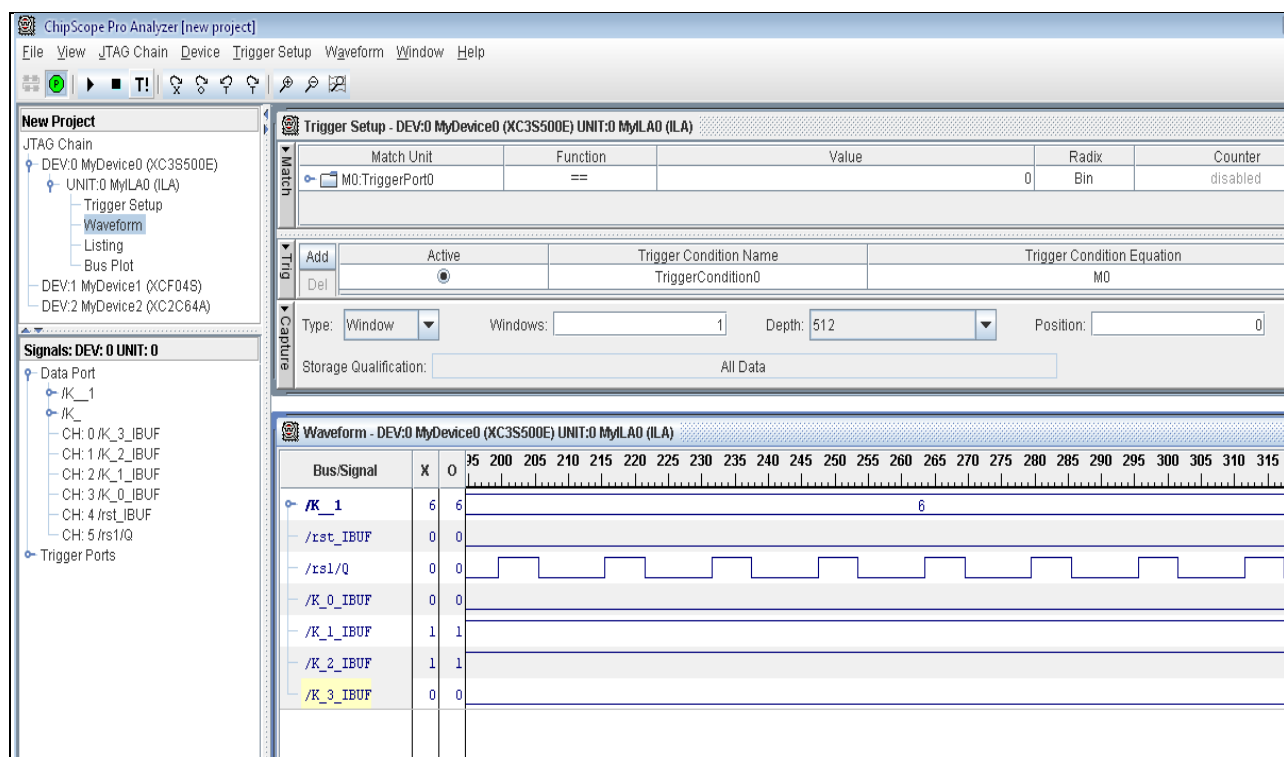 ChipScope Pro Analyzer [new project]
File View JTAG Chain Device Trigger Setup Waveform Window Help
P T! X O T
New Project
JTAG Chain
DEV:0 MyDevice0 (XC3S500E)
UNIT:0 MyILA0 (ILA)
Trigger Setup
Waveform
Listing
Bus Plot
DEV:1 MyDevice1 (XCF04S)
DEV:2 MyDevice2 (XC2C64A)
Signals: DEV: 0 UNIT: 0
Data Port
/K__1
/K_
CH: 0 /K_3_IBUF
CH: 1 /K_2_IBUF
CH: 2 /K_1_IBUF
CH: 3 /K_0_IBUF
CH: 4 /rst_IBUF
CH: 5 /rs1/Q
Trigger Ports
Trigger Setup - DEV:0 MyDevice0 (XC3S500E) UNIT:0 MyILA0 (ILA)
Match
Match Unit Function Value Radix Counter
M0:TriggerPort0 == 0 Bin disabled
Trig
Add Active Trigger Condition Name Trigger Condition Equation
Del TriggerCondition0 M0
Capture
Type: Window Windows: 1 Depth: 512 Position: 0
Storage Qualification: All Data
Waveform - DEV:0 MyDevice0 (XC3S500E) UNIT:0 MyILA0 (ILA)
Bus/Signal X O 200 205 210 215 220 225 230 235 240 245 250 255 260 265 270 275 280 285 290 295 300 305 310 315
/K__1 6 6 6
/rst_IBUF 0 0
/rs1/Q 0 0
/K_0_IBUF 0 0
/K_1_IBUF 1 1
/K_2_IBUF 1 1
/K_3_IBUF 0 0